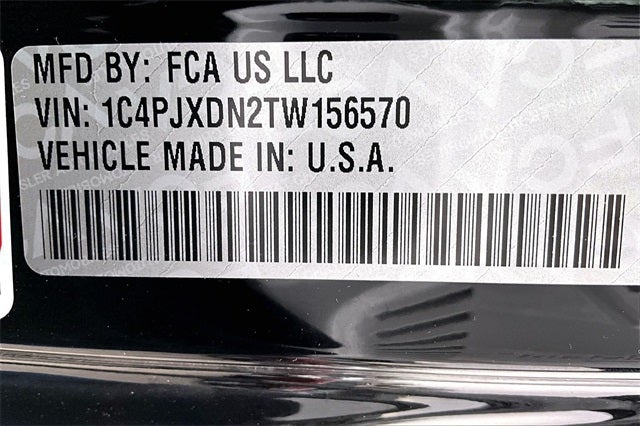 MFD BY: FCA US LLC
VIN: 1C4PJXDN2TW156570
VEHICLE MADE IN: U.S.A.